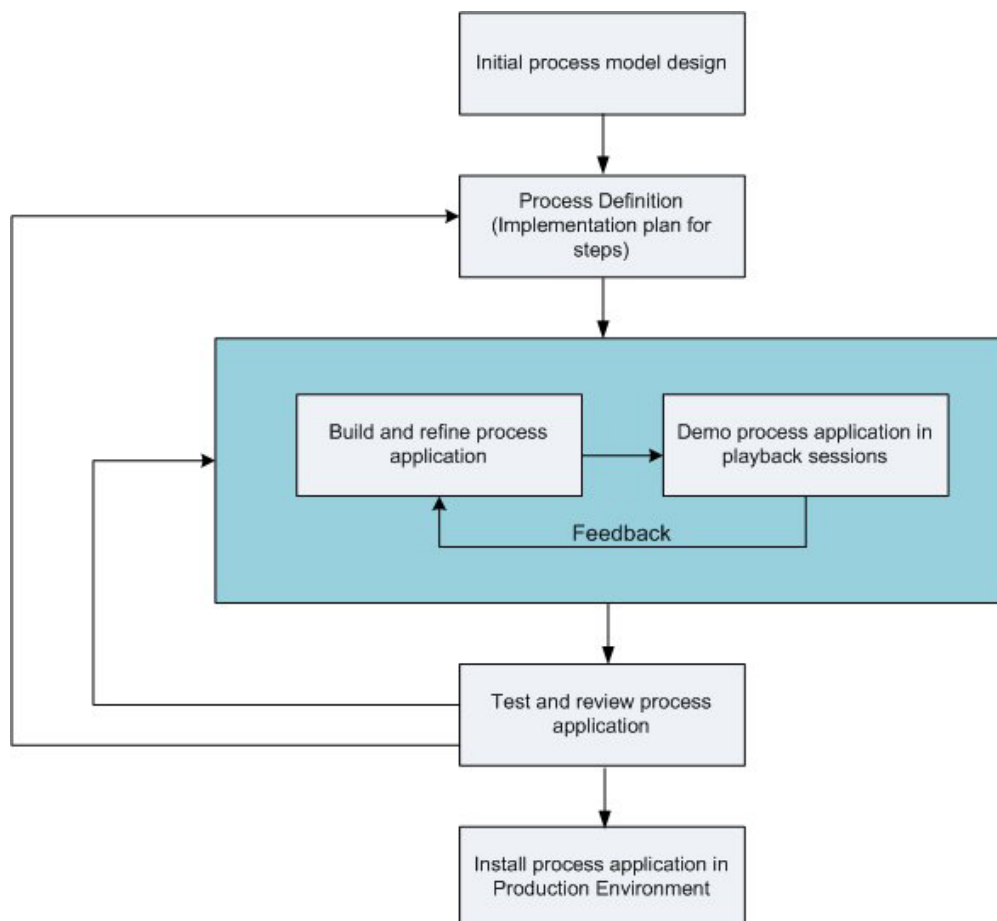 Initial process model design
Process Definition
(Implementation plan for
steps)
Build and refine process
application
Demo process application in
playback sessions
Feedback
Test and review process
application
Install process application in
Production Environment